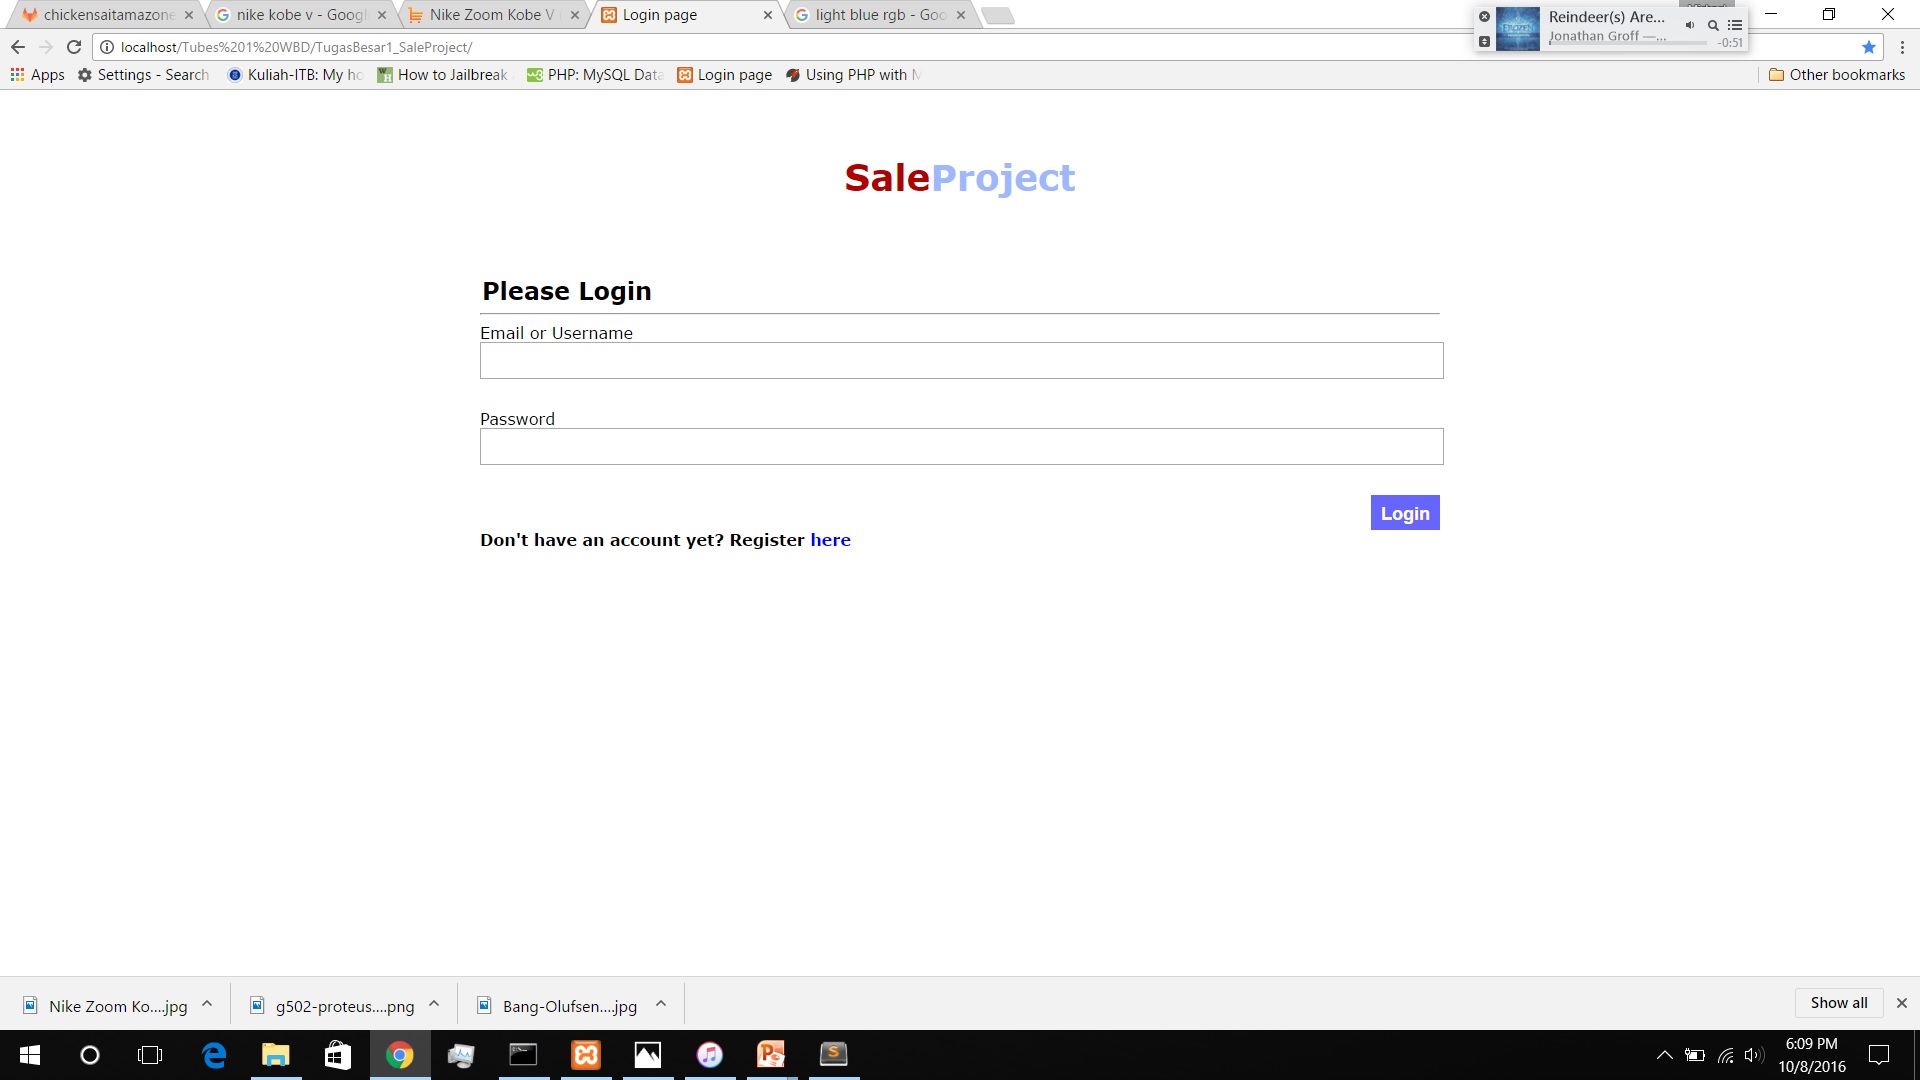 chickensaitamazone
nike kobe v - Googl
Nike Zoom Kobe V
Login page
light blue rgb - Goo
Reindeer(s) Are...
Jonathan Groff —...
-0:51
localhost/Tubes%201%20WBD/TugasBesar1_SaleProject/
Apps
Settings - Search
Kuliah-ITB: My ho
How to Jailbreak
PHP: MySQL Data
Login page
Using PHP with M
Other bookmarks
SaleProject
Please Login
Email or Username
Password
Login
Don't have an account yet? Register here
Nike Zoom Ko....jpg
g502-proteus....png
Bang-Olufsen....jpg
Show all
6:09 PM
10/8/2016